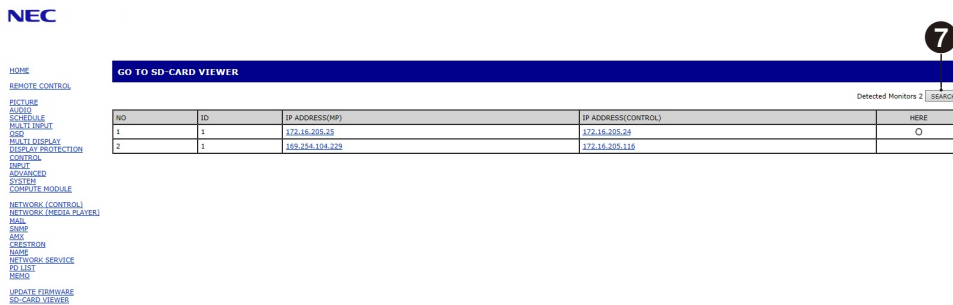 NEC
7
HOME
REMOTE CONTROL
PICTURE
AUDIO
SCHEDULE
MULTI INPUT
OSD
MULTI DISPLAY
DISPLAY PROTECTION
CONTROL
INPUT
ADVANCED
SYSTEM
COMPUTE MODULE
NETWORK (CONTROL)
NETWORK (MEDIA PLAYER)
MAIL
SNMP
AMX
CRESTRON
NAME
NETWORK SERVICE
PD LIST
MEMO
UPDATE FIRMWARE
SD-CARD VIEWER
GO TO SD-CARD VIEWER
Detected Monitors 2 SEARCH
NO ID IP ADDRESS(MP) IP ADDRESS(CONTROL) HERE
1 1 172.16.205.25 172.16.205.24 O
2 1 169.254.104.229 172.16.205.116